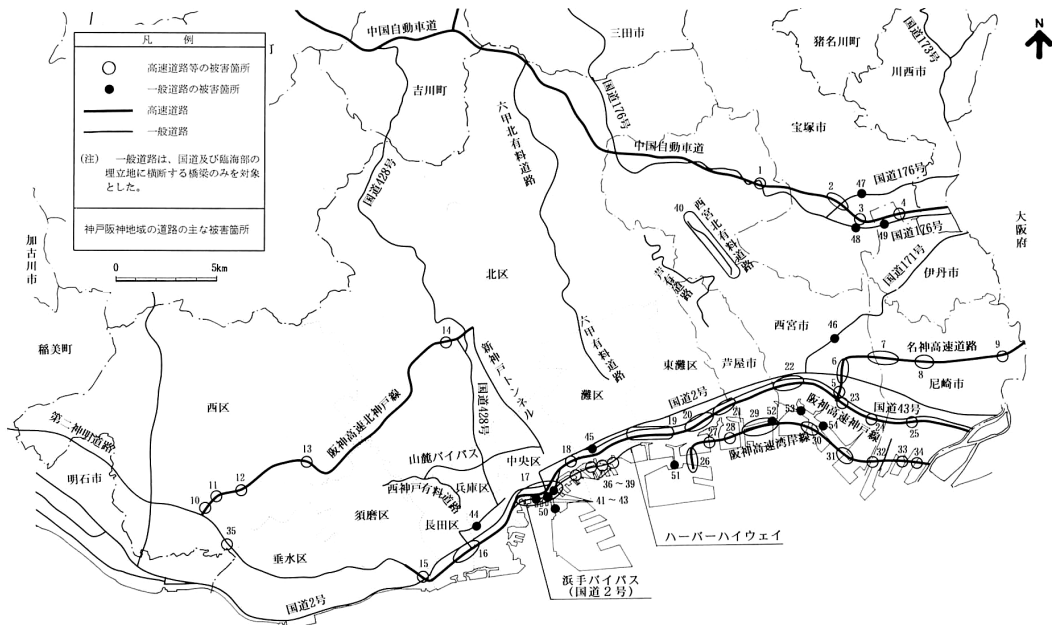 凡 例
高速道路等の被害箇所
一般道路の被害箇所
高速道路
一般道路
(注) 一般道路は、国道及び臨海部の
埋立地に横断する橋梁のみを対象
とした。
神戸阪神地域の道路の主な被害箇所
0 5km
N
町
中国自動車道
三田市
猪名川町
国道173号
川西市
吉川町
六甲北有料道路
国道176号
宝塚市
中国自動車道
国道428号
1
2
47
国道176号
3
4
48
49
国道176号
大阪府
加古川市
40
西宮北有料道路
国道171号
伊丹市
芦有道路
北区
西宮市
46
稲美町
14
新神戸トンネル
六甲有料道路
芦屋市
東灘区
名神高速道路
6
7
8
9
尼崎市
西区
阪神高速北神戸線
国道428号
灘区
国道2号
22
5
23
国道43号
第二神明道路
13
山麓バイパス
中央区
18
45
19
20
21
27
28
29
52
53
阪神高速神戸線
24
25
54
30
阪神高速湾岸線
明石市
10
11
12
西神戸有料道路
兵庫区
17
36～39
51
26
31
32
33
34
須磨区
長田区
44
41～43
50
35
垂水区
15
16
ハーバーハイウェイ
国道2号
浜手バイパス
(国道2号)